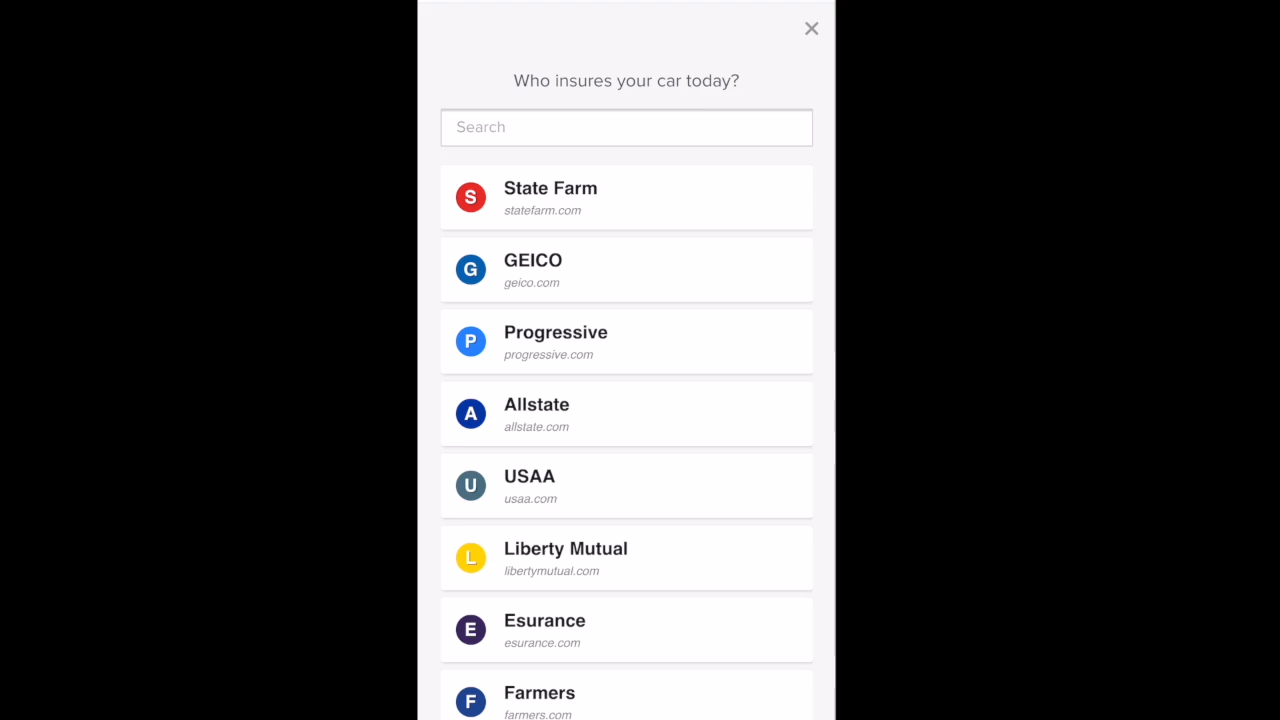 Who insures your car today?
Search
S
State Farm
statefarm.com
G
GEICO
geico.com
P
Progressive
progressive.com
A
Allstate
allstate.com
U
USAA
usaa.com
L
Liberty Mutual
libertymutual.com
E
Esurance
esurance.com
F
Farmers
farmers.com